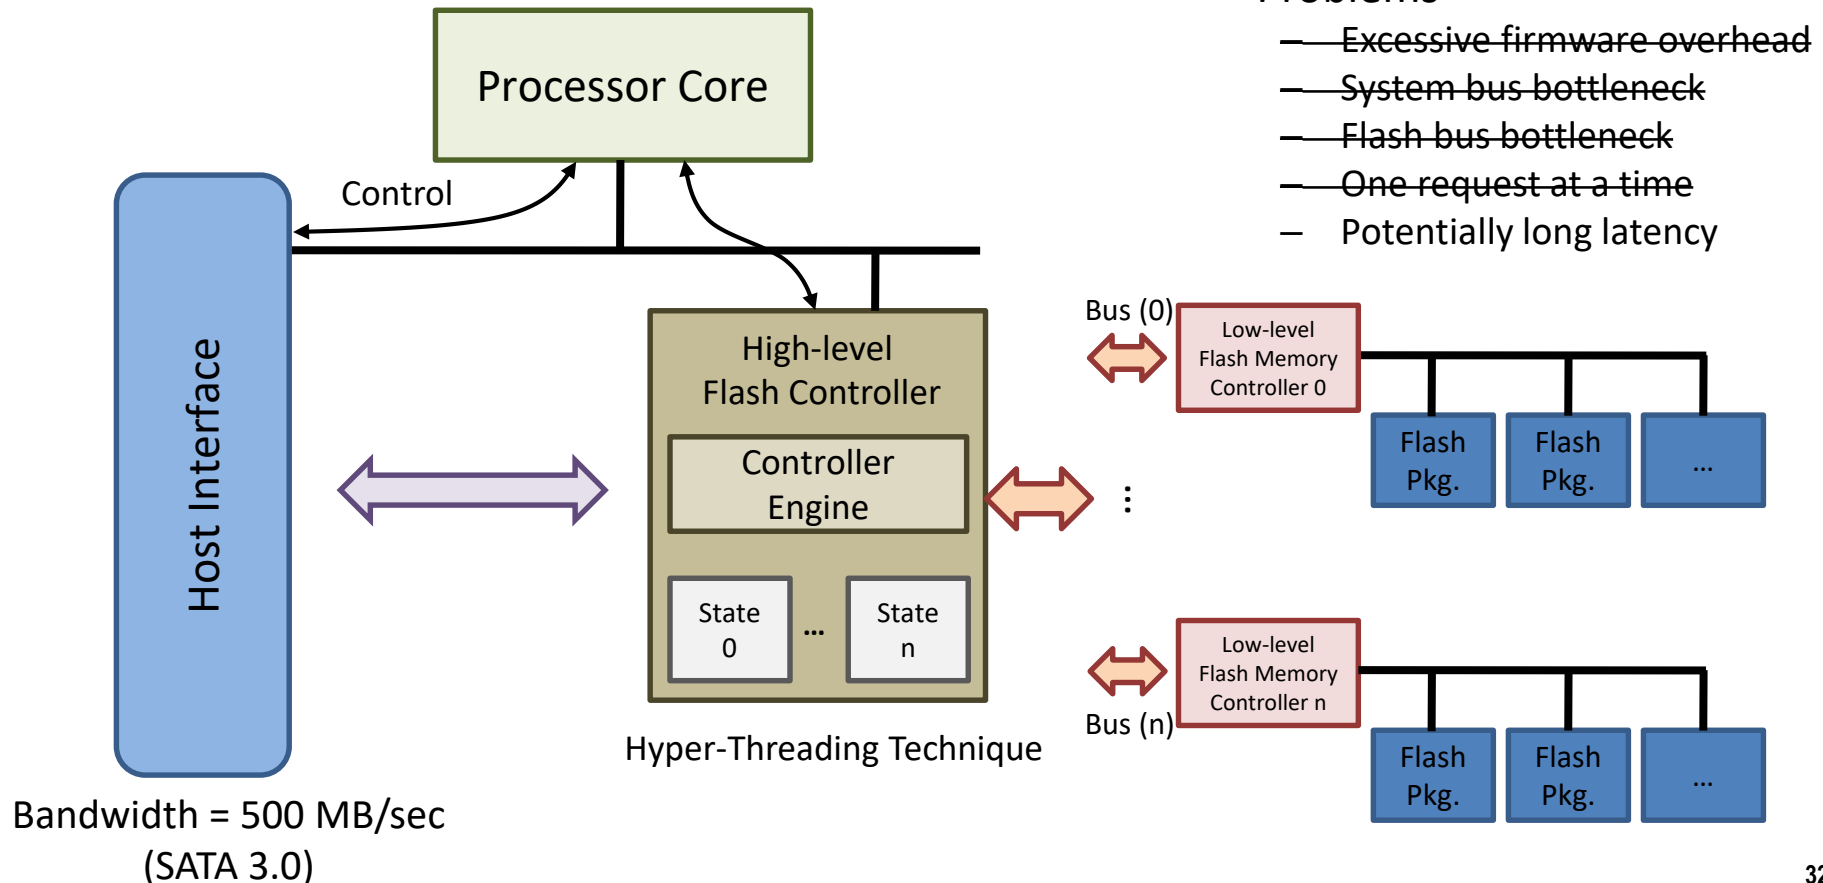 Problems
– Excessive firmware overhead
– System bus bottleneck
– Flash bus bottleneck
– One request at a time
– Potentially long latency
Processor Core
Control
Host Interface
High-level
Flash Controller
Controller
Engine
State
0
...
State
n
Hyper-Threading Technique
Bus (0)
Low-level
Flash Memory
Controller 0
Flash
Pkg.
Flash
Pkg.
...
...
Bus (n)
Low-level
Flash Memory
Controller n
Flash
Pkg.
Flash
Pkg.
...
Bandwidth = 500 MB/sec
(SATA 3.0)
32